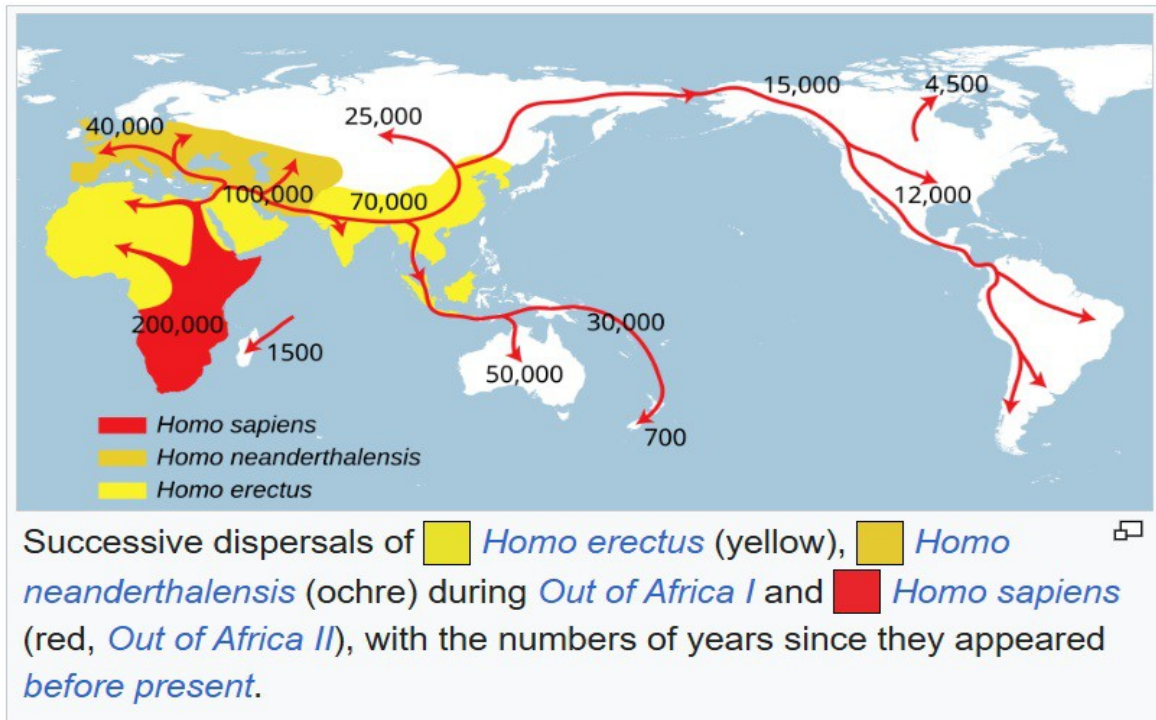 15,000
4,500
25,000
40,000
100,000
70,000
12,000
200,000
1500
30,000
50,000
700
Homo sapiens
Homo neanderthalensis
Homo erectus
Successive dispersals of Homo erectus (yellow), Homo
neanderthalensis (ochre) during Out of Africa I and Homo sapiens
(red, Out of Africa II), with the numbers of years since they appeared
before present.